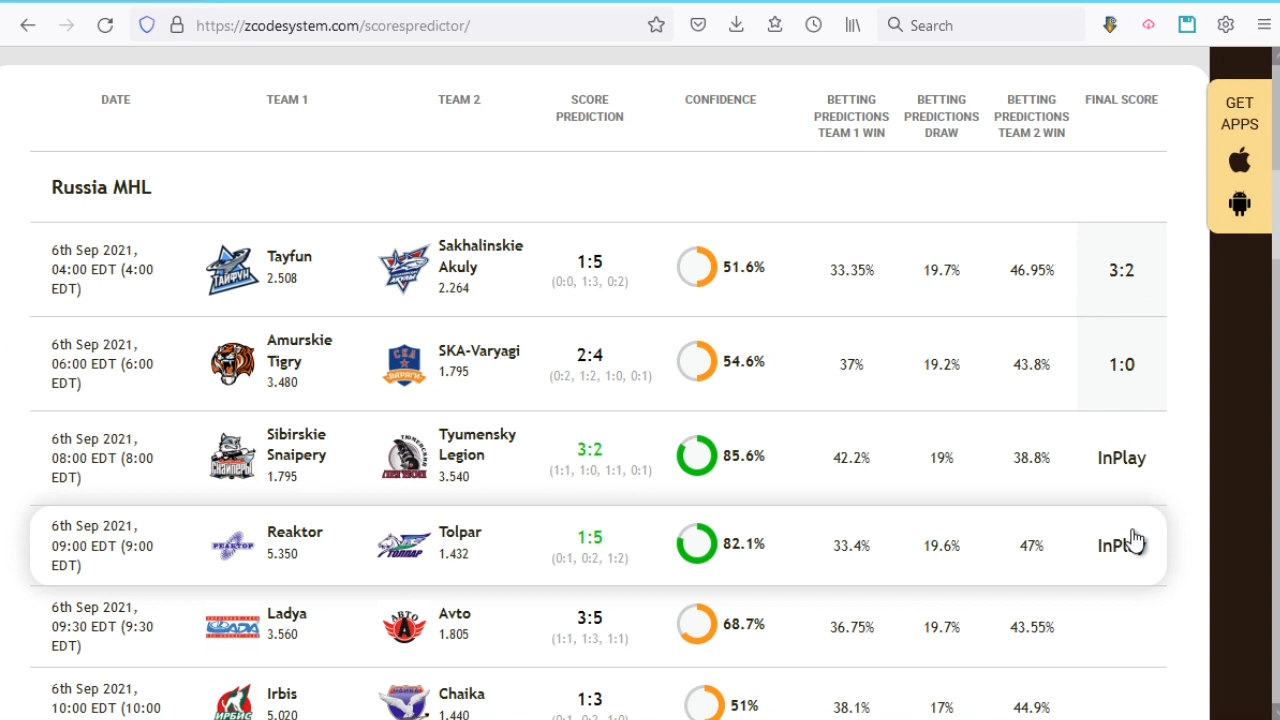 https://zcodesystem.com/scorespredictor/
Search
DATE
TEAM 1
TEAM 2
SCORE
PREDICTION
CONFIDENCE
BETTING
PREDICTIONS
TEAM 1 WIN
BETTING
PREDICTIONS
DRAW
BETTING
PREDICTIONS
TEAM 2 WIN
FINAL SCORE
GET
APPS
Russia MHL
6th Sep 2021,
04:00 EDT (4:00
EDT)
ТАЙФУН
Tayfun
2.508
Sakhalinskie
Akuly
2.264
1:5
(0:0, 1:3, 0:2)
51.6%
33.35%
19.7%
46.95%
3:2
6th Sep 2021,
06:00 EDT (6:00
EDT)
Amurskie
Tigry
3.480
СКА
ВАРЯГИ
SKA-Varyagi
1.795
2:4
(0:2, 1:2, 1:0, 0:1)
54.6%
37%
19.2%
43.8%
1:0
6th Sep 2021,
08:00 EDT (8:00
EDT)
Sibirskie
Snaipery
1.795
Tyumensky
Legion
3.540
3:2
(1:1, 1:0, 1:1, 0:1)
85.6%
42.2%
19%
38.8%
InPlay
6th Sep 2021,
09:00 EDT (9:00
EDT)
РЕАКТОР
Reaktor
5.350
ТОЛПАР
Tolpar
1.432
1:5
(0:1, 0:2, 1:2)
82.1%
33.4%
19.6%
47%
6th Sep 2021,
09:30 EDT (9:30
EDT)
Ladya
3.560
АВТО
Avto
1.805
3:5
(1:1, 1:3, 1:1)
68.7%
36.75%
19.7%
43.55%
6th Sep 2021,
10:00 EDT (10:00
ИРБИС
Irbis
5.020
Chaika
1.440
1:3
51%
38.1%
17%
44.9%